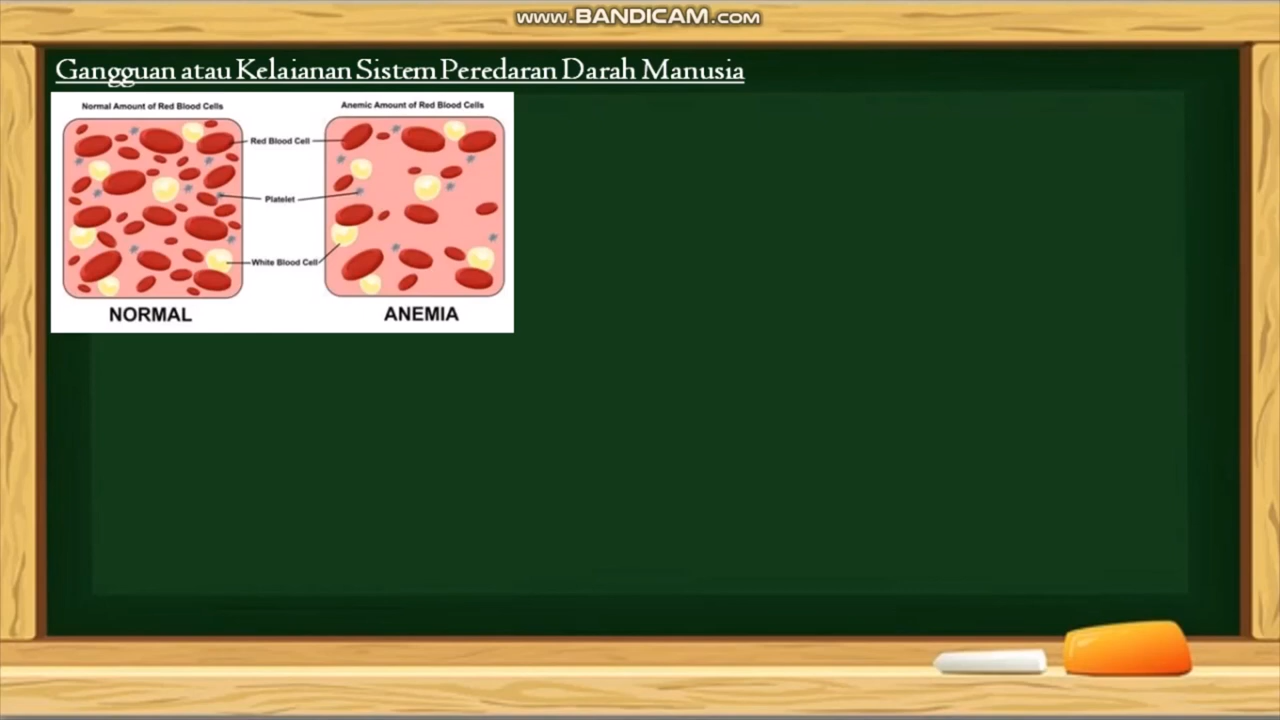 www.BANDICAM.com
Gangguan atau Kelaianan Sistem Peredaran Darah Manusia
Normal Amount of Red Blood Cells
Anemic Amount of Red Blood Cells
Red Blood Cell
Platelet
White Blood Cell
NORMAL
ANEMIA